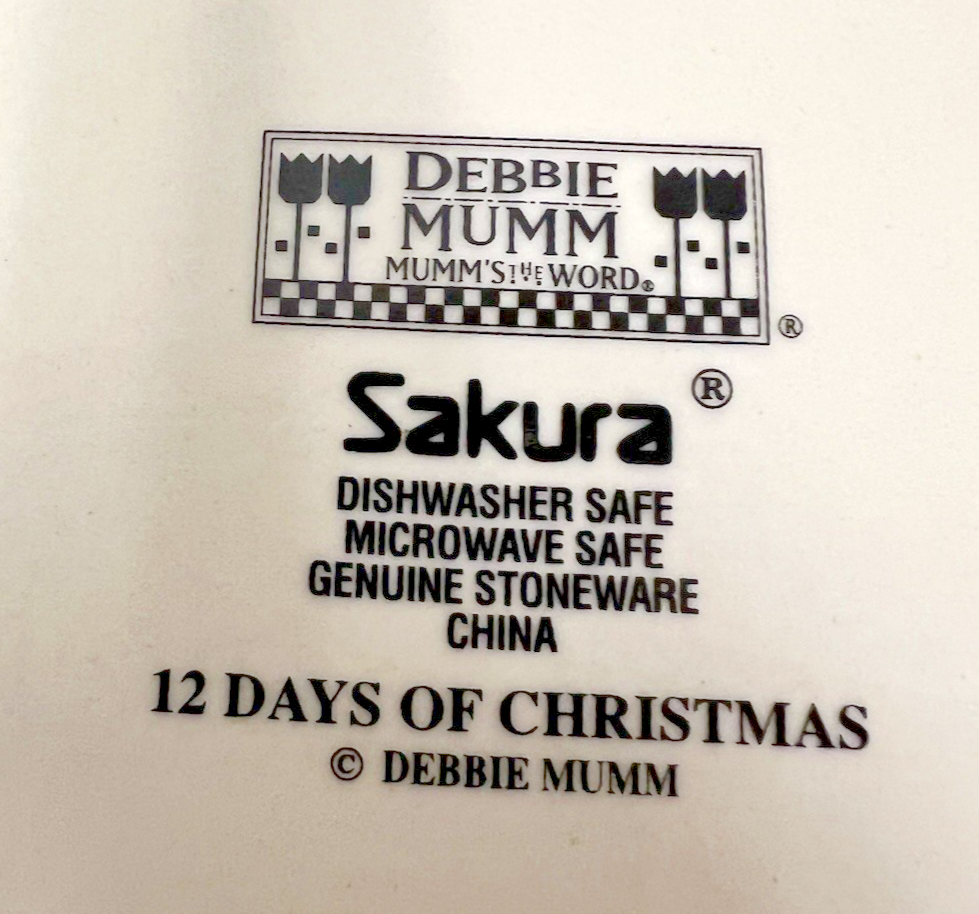 DEBBIE
MUMM
MUMM'S THE WORD®
®
Sakura ®
DISHWASHER SAFE
MICROWAVE SAFE
GENUINE STONEWARE
CHINA
12 DAYS OF CHRISTMAS
© DEBBIE MUMM